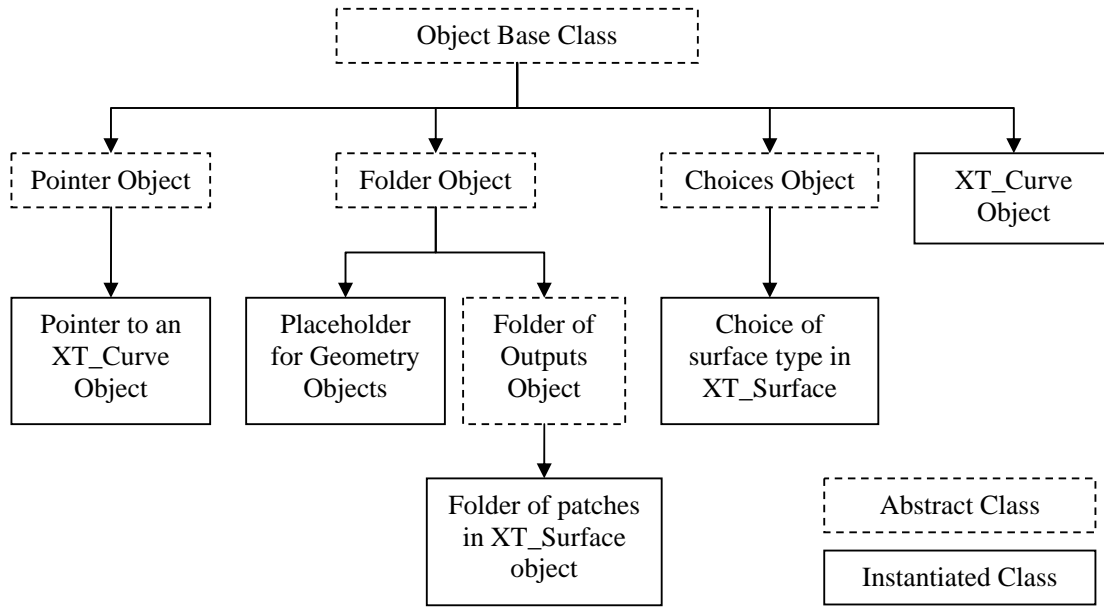 Object Base Class
Pointer Object
Folder Object
Choices Object
XT_Curve
Object
Pointer to an
XT_Curve
Object
Placeholder
for Geometry
Objects
Folder of
Outputs
Object
Choice of
surface type in
XT_Surface
Folder of patches
in XT_Surface
object
Abstract Class
Instantiated Class